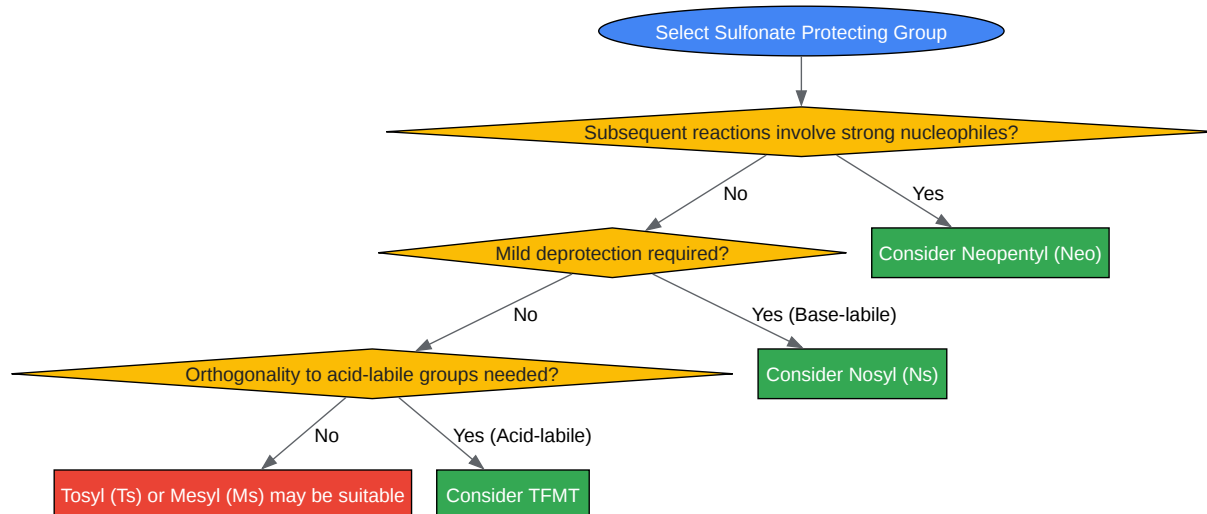 Select Sulfonate Protecting Group
Subsequent reactions involve strong nucleophiles?
No
Yes
Mild deprotection required?
Consider Neopentyl (Neo)
No
Yes (Base-labile)
Orthogonality to acid-labile groups needed?
Consider Nosyl (Ns)
No
Yes (Acid-labile)
Tosyl (Ts) or Mesyl (Ms) may be suitable
Consider TFMT